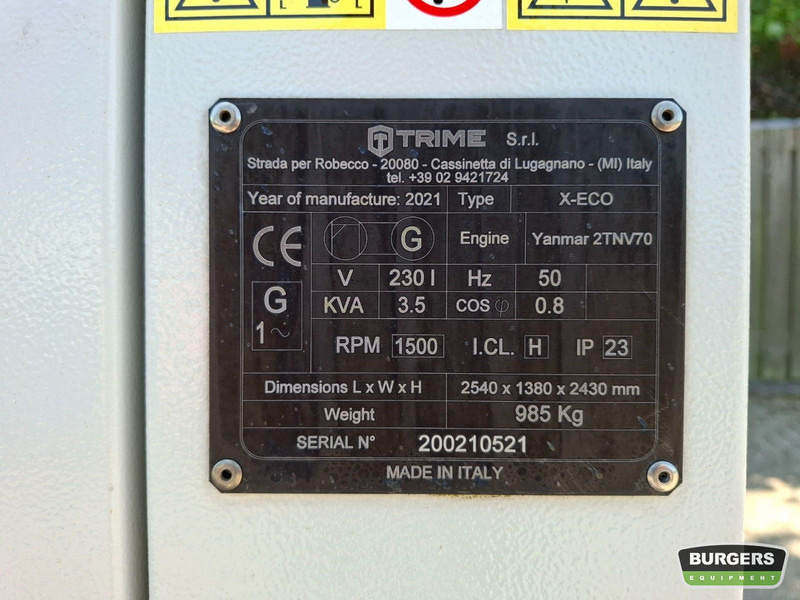 TRIME S.r.l.
Strada per Robecco - 20080 - Cassinetta di Lugagnano - (MI) Italy
tel. +39 02 9421724
Year of manufacture: 2021 Type X-ECO
CE G Engine Yanmar 2TNV70
V 230 I Hz 50
G KVA 3.5 COS φ 0.8
1~ RPM 1500 I.CL. H IP 23
Dimensions L x W x H 2540 x 1380 x 2430 mm
Weight 985 Kg
SERIAL N° 200210521
MADE IN ITALY
BURGERS
EQUIPMENT